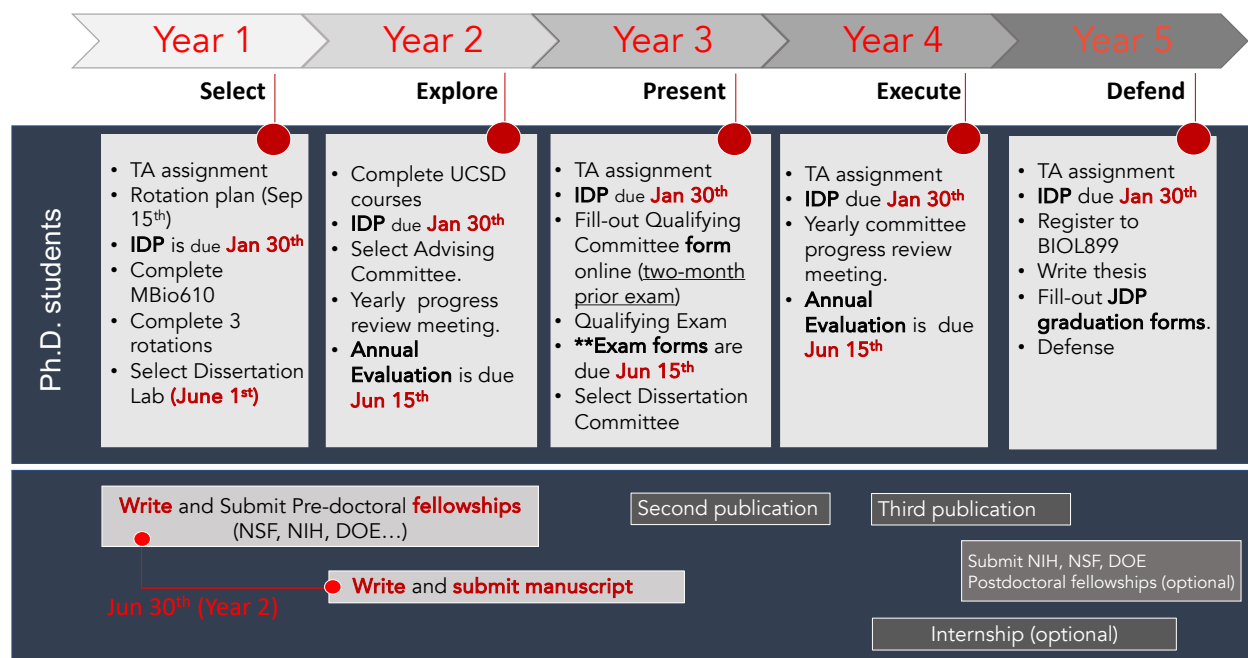 Year 1
Year 2
Year 3
Year 4
Year 5
Select
Explore
Present
Execute
Defend
Ph.D. students
• TA assignment
• Rotation plan (Sep
15th)
• IDP is due Jan 30th
• Complete
MBio610
• Complete 3
rotations
• Select Dissertation
Lab (June 1st)
• Complete UCSD
courses
• IDP due Jan 30th
• Select Advising
Committee.
• Yearly progress
review meeting.
• Annual
Evaluation is due
Jun 15th
• TA assignment
• IDP due Jan 30th
• Fill-out Qualifying
Committee form
online (two-month
prior exam)
• Qualifying Exam
• **Exam forms are
due Jun 15th
• Select Dissertation
Committee
• TA assignment
• IDP due Jan 30th
• Yearly committee
progress review
meeting.
• Annual
Evaluation is due
Jun 15th
• TA assignment
• IDP due Jan 30th
• Register to
BIOL899
• Write thesis
• Fill-out JDP
graduation forms.
• Defense
Write and Submit Pre-doctoral fellowships
(NSF, NIH, DOE...)
Second publication
Third publication
Submit NIH, NSF, DOE
Postdoctoral fellowships (optional)
Write and submit manuscript
Jun 30th (Year 2)
Internship (optional)